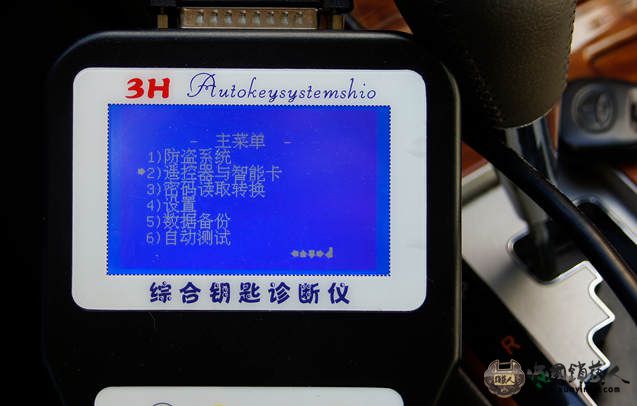 3H Autokeysystemshio
- 主菜单 -
1)防盗系统
2)遥控器与智能卡
3)密码读取转换
4)设置
5)数据备份
6)自动测试
综合钥匙诊断仪
R